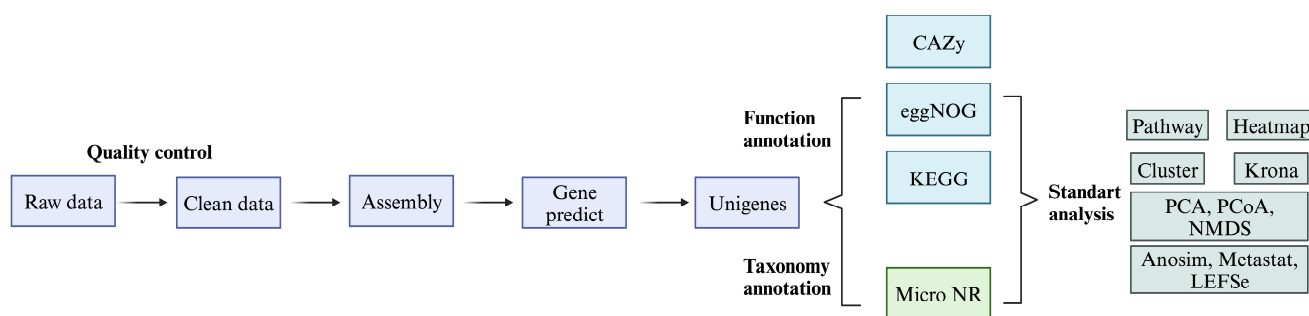 CAZy
Function
annotation
eggNOG
KEGG
Quality control
Raw data
Clean data
Assembly
Gene
predict
Unigenes
Taxonomy
annotation
Micro NR
Standart
analysis
Pathway
Heatmap
Cluster
Krona
PCA, PCoA,
NMDS
Anosim, Mctastat,
LEFSe